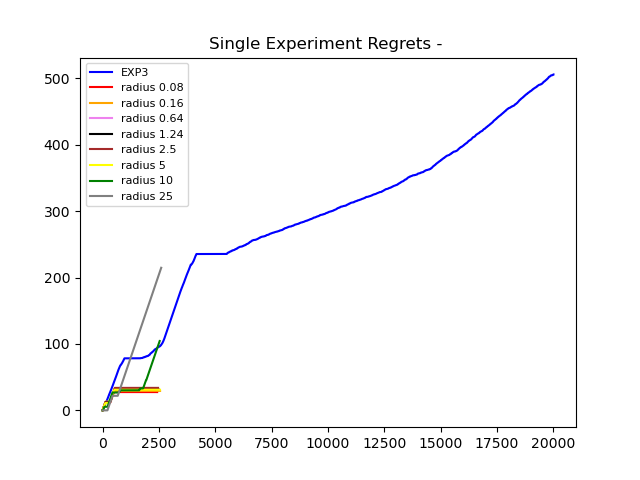 Single Experiment Regrets -
EXP3
radius 0.08
radius 0.16
radius 0.64
radius 1.24
radius 2.5
radius 5
radius 10
radius 25
500
400
300
200
100
0
0 2500 5000 7500 10000 12500 15000 17500 20000